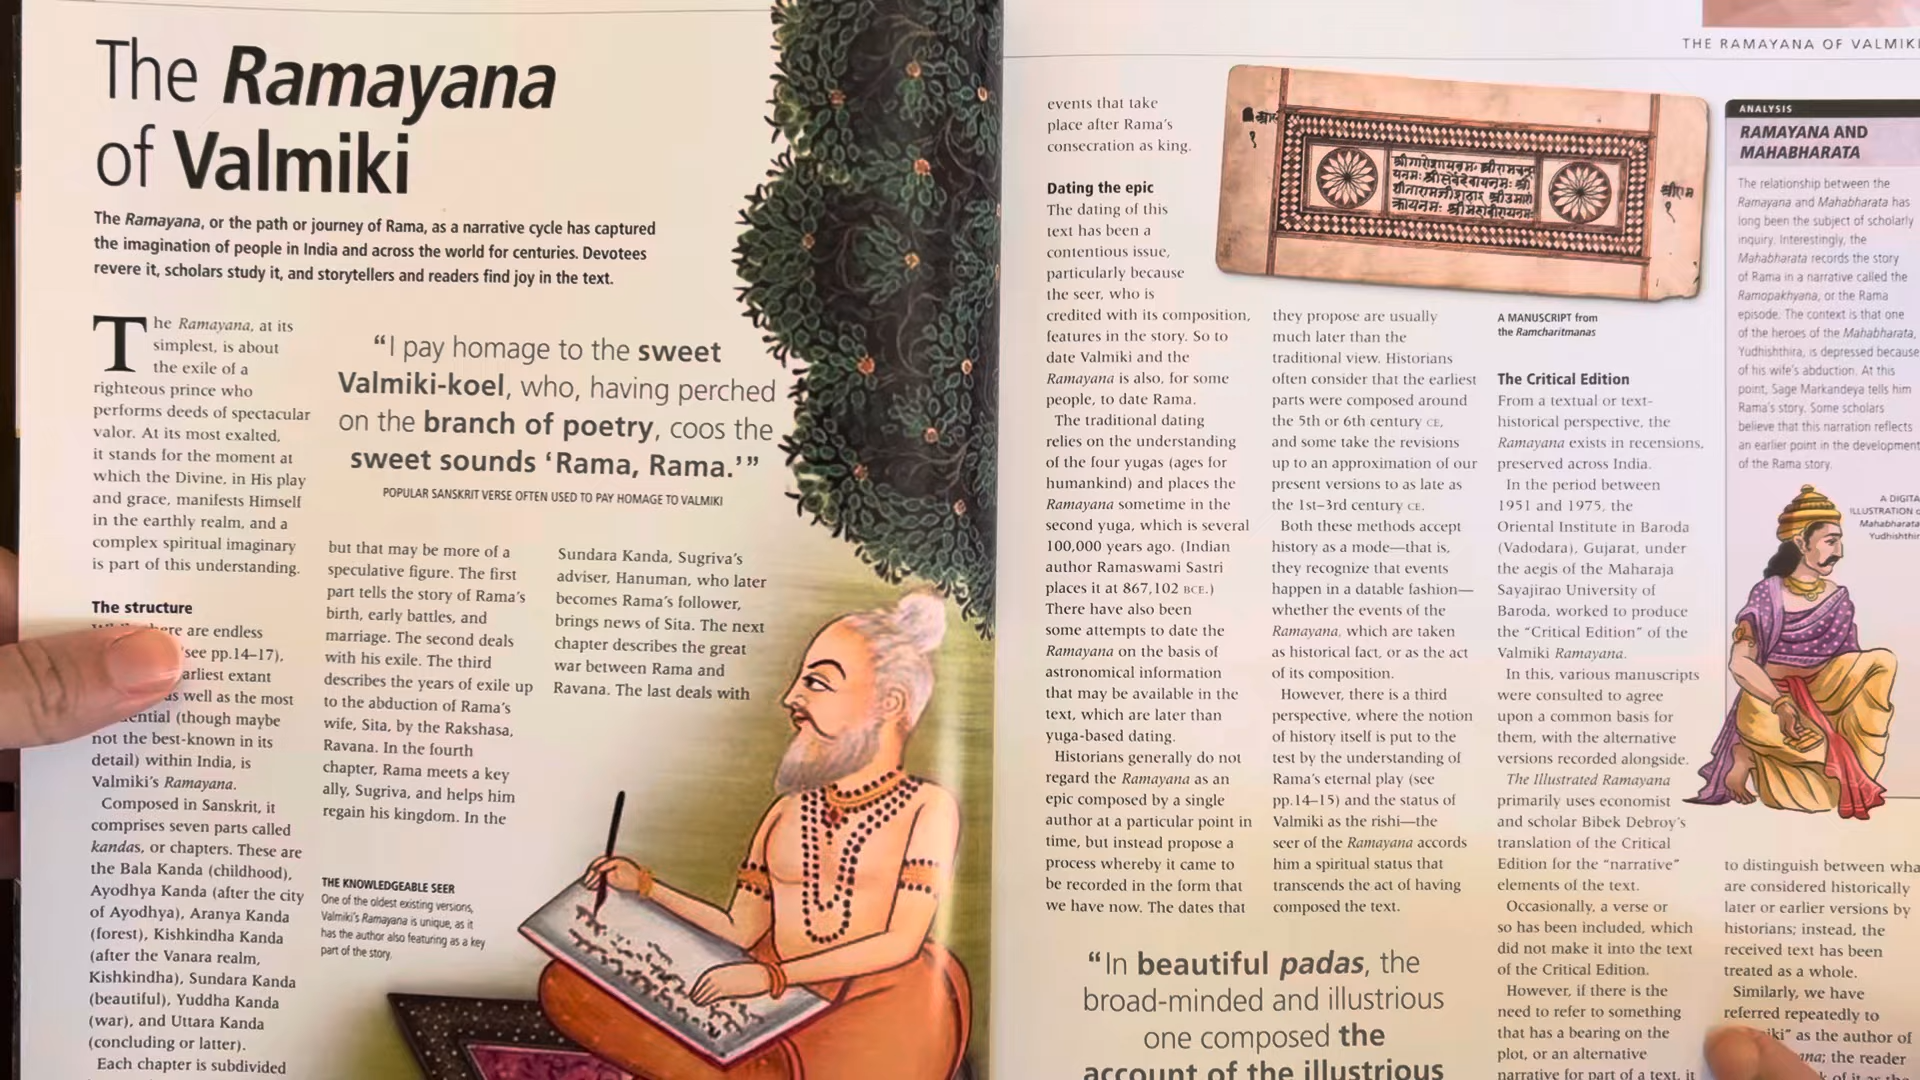 The Ramayana
of Valmiki
The Ramayana, or the path or journey of Rama, as a narrative cycle has captured
the imagination of people in India and across the world for centuries. Devotees
revere it, scholars study it, and storytellers and readers find joy in the text.
The Ramayana, at its
simplest, is about
the exile of a
righteous prince who
performs deeds of spectacular
valor. At its most exalted,
it stands for the moment at
which the Divine, in His play
and grace, manifests Himself
in the earthly realm, and a
complex spiritual imaginary
is part of this understanding.
The structure
are endless
see pp.14–17),
as well as the most
(though maybe
not the best-known in its
detail) within India, is
Valmiki's Ramayana.
Composed in Sanskrit, it
comprises seven parts called
kandas, or chapters. These are
the Bala Kanda (childhood),
Ayodhya Kanda (after the city
of Ayodhya), Aranya Kanda
(forest), Kishkindha Kanda
(after the Vanara realm,
Kishkindha), Sundara Kanda
(beautiful), Yuddha Kanda
(war), and Uttara Kanda
(concluding or latter).
Each chapter is subdivided
“I pay homage to the sweet
Valmiki-koel, who, having perched
on the branch of poetry, coos the
sweet sounds ‘Rama, Rama.’”
POPULAR SANSKRIT VERSE OFTEN USED TO PAY HOMAGE TO VALMIKI
but that may be more of a
speculative figure. The first
part tells the story of Rama's
birth, early battles, and
marriage. The second deals
with his exile. The third
describes the years of exile up
to the abduction of Rama's
wife, Sita, by the Rakshasa,
Ravana. In the fourth
chapter, Rama meets a key
ally, Sugriva, and helps him
regain his kingdom. In the
Sundara Kanda, Sugriva's
adviser, Hanuman, who later
becomes Rama's follower,
brings news of Sita. The next
chapter describes the great
war between Rama and
Ravana. The last deals with
THE KNOWLEDGEABLE SEER
One of the oldest existing versions,
Valmiki's Ramayana is unique, as it
has the author also featuring as a key
part of the story.
THE RAMAYANA OF VALMIKI
events that take
place after Rama's
consecration as king.
Dating the epic
The dating of this
text has been a
contentious issue,
particularly because
the seer, who is
credited with its composition,
features in the story. So to
date Valmiki and the
Ramayana is also, for some
people, to date Rama.
The traditional dating
relies on the understanding
of the four yugas (ages for
humankind) and places the
Ramayana sometime in the
second yuga, which is several
100,000 years ago. (Indian
author Ramaswami Sastri
places it at 867,102 BCE.)
There have also been
some attempts to date the
Ramayana on the basis of
astronomical information
that may be available in the
text, which are later than
yuga-based dating.
Historians generally do not
regard the Ramayana as an
epic composed by a single
author at a particular point in
time, but instead propose a
process whereby it came to
be recorded in the form that
we have now. The dates that
they propose are usually
much later than the
traditional view. Historians
often consider that the earliest
parts were composed around
the 5th or 6th century CE,
and some take the revisions
up to an approximation of our
present versions to as late as
the 1st–3rd century CE.
Both these methods accept
history as a mode—that is,
they recognize that events
happen in a datable fashion—
whether the events of the
Ramayana, which are taken
as historical fact, or as the act
of its composition.
However, there is a third
perspective, where the notion
of history itself is put to the
test by the understanding of
Rama's eternal play (see
pp.14–15) and the status of
Valmiki as the rishi—the
seer of the Ramayana accords
him a spiritual status that
transcends the act of having
composed the text.
“In beautiful padas, the
broad-minded and illustrious
one composed the
account of the illustrious
A MANUSCRIPT from
the Ramcharitmanas
The Critical Edition
From a textual or text-
historical perspective, the
Ramayana exists in recensions,
preserved across India.
In the period between
1951 and 1975, the
Oriental Institute in Baroda
(Vadodara), Gujarat, under
the aegis of the Maharaja
Sayajirao University of
Baroda, worked to produce
the “Critical Edition” of the
Valmiki Ramayana.
In this, various manuscripts
were consulted to agree
upon a common basis for
them, with the alternative
versions recorded alongside.
The Illustrated Ramayana
primarily uses economist
and scholar Bibek Debroy's
translation of the Critical
Edition for the “narrative”
elements of the text.
Occasionally, a verse or
so has been included, which
did not make it into the text
of the Critical Edition.
However, if there is the
need to refer to something
that has a bearing on the
plot, or an alternative
narrative for part of a text, it
ANALYSIS
RAMAYANA AND
MAHABHARATA
The relationship between the
Ramayana and Mahabharata has
long been the subject of scholarly
inquiry. Interestingly, the
Mahabharata records the story
of Rama in a narrative called the
Ramopakhyana, or the Rama
episode. The context is that one
of the heroes of the Mahabharata,
Yudhishthira, is depressed because
of his wife's abduction. At this
point, Sage Markandeya tells him
Rama's story. Some scholars
believe that this narration reflects
an earlier point in the development
of the Rama story.
A
ILLUSTRATION
Mahabharata
to distinguish between
are considered historically
later or earlier versions by
historians; instead, the
received text has been
treated as a whole.
Similarly, we have
referred repeatedly to
as the author of
the reader